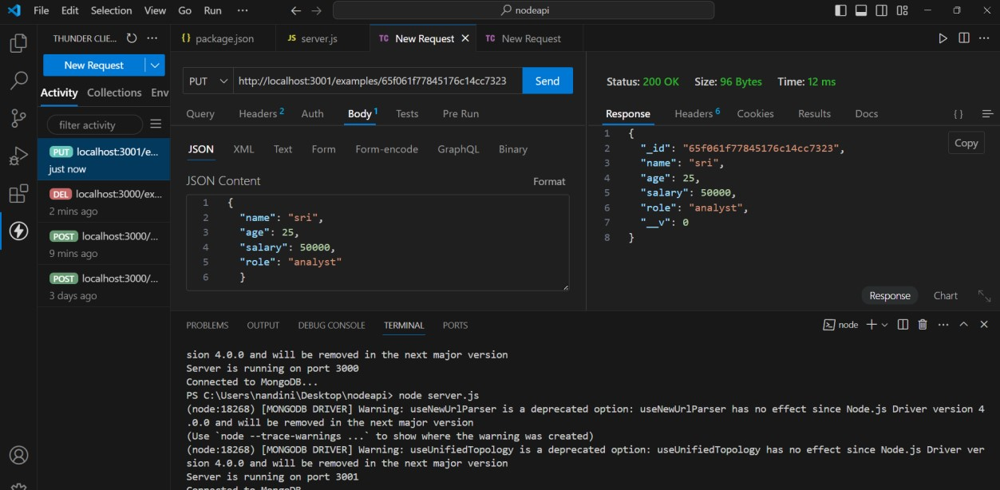 File Edit Selection View Go Run ···
nodeapi
THUNDER CLIE... ···
New Request
Activity Collections Env
filter activity
PUT localhost:3001/e...
just now
DEL localhost:3000/ex...
2 mins ago
POST localhost:3000/...
9 mins ago
POST localhost:3000/...
3 days ago
{} package.json
JS server.js
TC New Request
TC New Request
PUT http://localhost:3001/examples/65f061f77845176c14cc7323 Send
Query Headers 2 Auth Body 1 Tests Pre Run
JSON XML Text Form Form-encode GraphQL Binary
JSON Content Format
1 {
2 "name": "sri",
3 "age": 25,
4 "salary": 50000,
5 "role": "analyst"
6 }
Status: 200 OK Size: 96 Bytes Time: 12 ms
Response Headers 6 Cookies Results Docs {}
Copy
1 {
2 "_id": "65f061f77845176c14cc7323",
3 "name": "sri",
4 "age": 25,
5 "salary": 50000,
6 "role": "analyst",
7 "__v": 0
8 }
Response Chart
PROBLEMS OUTPUT DEBUG CONSOLE TERMINAL PORTS
node ···
sion 4.0.0 and will be removed in the next major version
Server is running on port 3000
Connected to MongoDB...
PS C:\Users\nandini\Desktop\nodeapi> node server.js
(node:18268) [MONGODB DRIVER] Warning: useNewUrlParser is a deprecated option: useNewUrlParser has no effect since Node.js Driver version 4
.0.0 and will be removed in the next major version
(Use `node --trace-warnings ...` to show where the warning was created)
(node:18268) [MONGODB DRIVER] Warning: useUnifiedTopology is a deprecated option: useUnifiedTopology has no effect since Node.js Driver ver
sion 4.0.0 and will be removed in the next major version
Server is running on port 3001
Connected to MongoDB